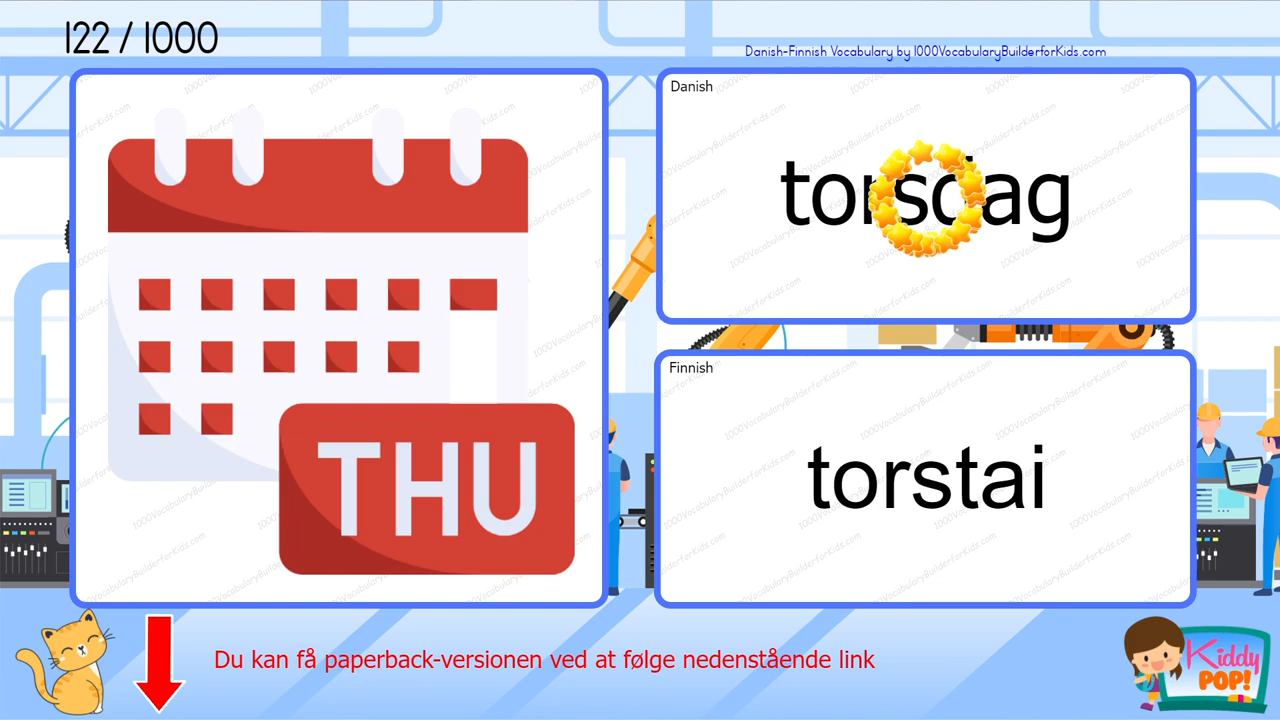 122 / 1000
Danish-Finnish Vocabulary by 1000VocabularyBuilderforKids.com
Danish
torsdag
THU
Finnish
torstai
Du kan få paperback-versionen ved at følge nedenstående link
Kiddy
POP!